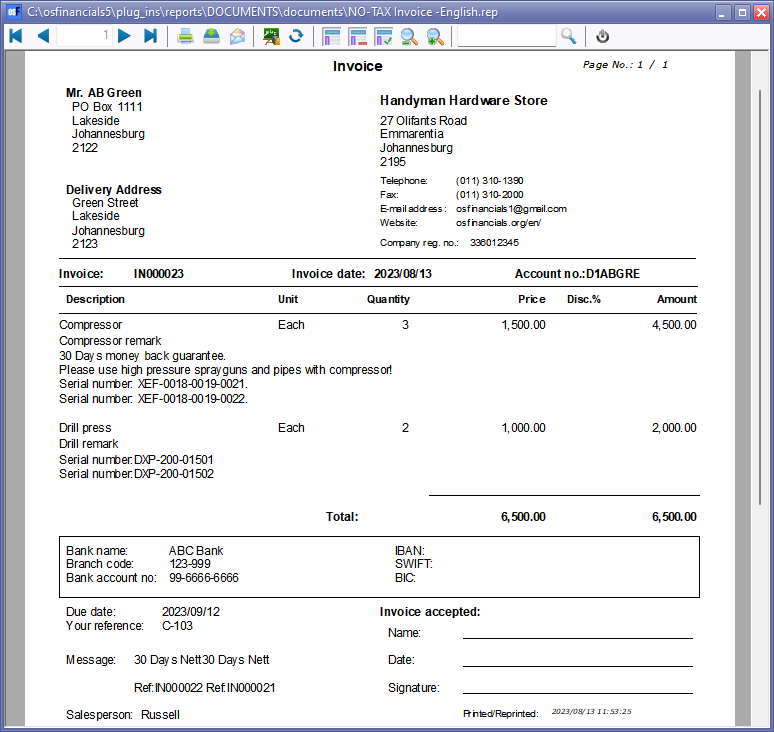 C:\osfinancials5\plug_ins\reports\DOCUMENTS\documents\NO-TAX Invoice -English.rep
1
Invoice
Page No.: 1 / 1
Mr. AB Green
PO Box 1111
Lakeside
Johannesburg
2122
Handyman Hardware Store
27 Olifants Road
Emmarentia
Johannesburg
2195
Telephone: (011) 310-1390
Fax: (011) 310-2000
E-mail address: osfinancials1@gmail.com
Website: osfinancials.org/en/
Company reg. no.: 336012345
Delivery Address
Green Street
Lakeside
Johannesburg
2123
Invoice: IN000023 Invoice date: 2023/08/13 Account no.:D1ABGRE
Description Unit Quantity Price Disc.% Amount
Compressor Each 3 1,500.00 4,500.00
Compressor remark
30 Days money back guarantee.
Please use high pressure sprayguns and pipes with compressor!
Serial number: XEF-0018-0019-0021.
Serial number: XEF-0018-0019-0022.
Drill press Each 2 1,000.00 2,000.00
Drill remark
Serial number:DXP-200-01501
Serial number:DXP-200-01502
Total: 6,500.00 6,500.00
Bank name: ABC Bank IBAN:
Branch code: 123-999 SWIFT:
Bank account no: 99-6666-6666 BIC:
Due date: 2023/09/12
Your reference: C-103
Message: 30 Days Nett30 Days Nett
Ref:IN000022 Ref:IN000021
Salesperson: Russell
Invoice accepted:
Name:
Date:
Signature:
Printed/Reprinted: 2023/08/13 11:53:25